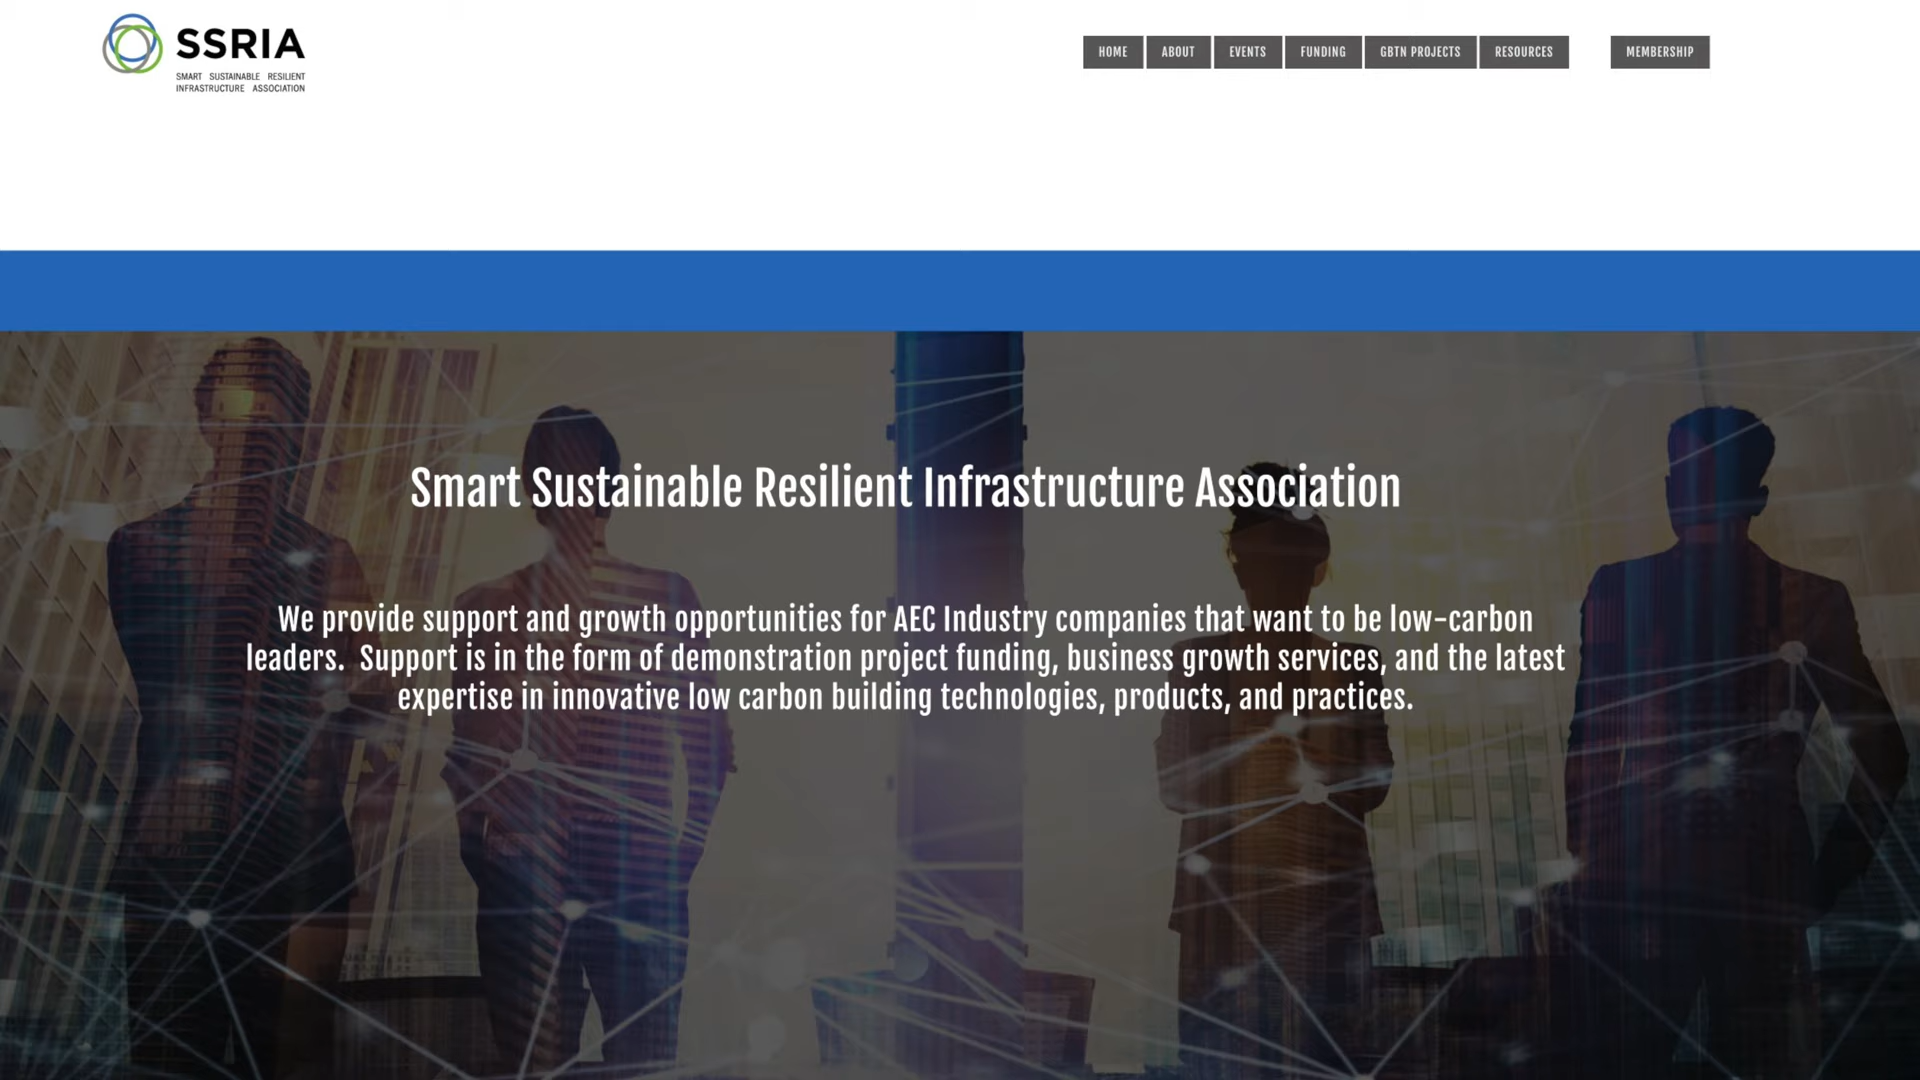 SSRIA
SMART SUSTAINABLE RESILIENT
INFRASTRUCTURE ASSOCIATION
HOME
ABOUT
EVENTS
FUNDING
GBTN PROJECTS
RESOURCES
MEMBERSHIP
Smart Sustainable Resilient Infrastructure Association
We provide support and growth opportunities for AEC Industry companies that want to be low-carbon
leaders. Support is in the form of demonstration project funding, business growth services, and the latest
expertise in innovative low carbon building technologies, products, and practices.